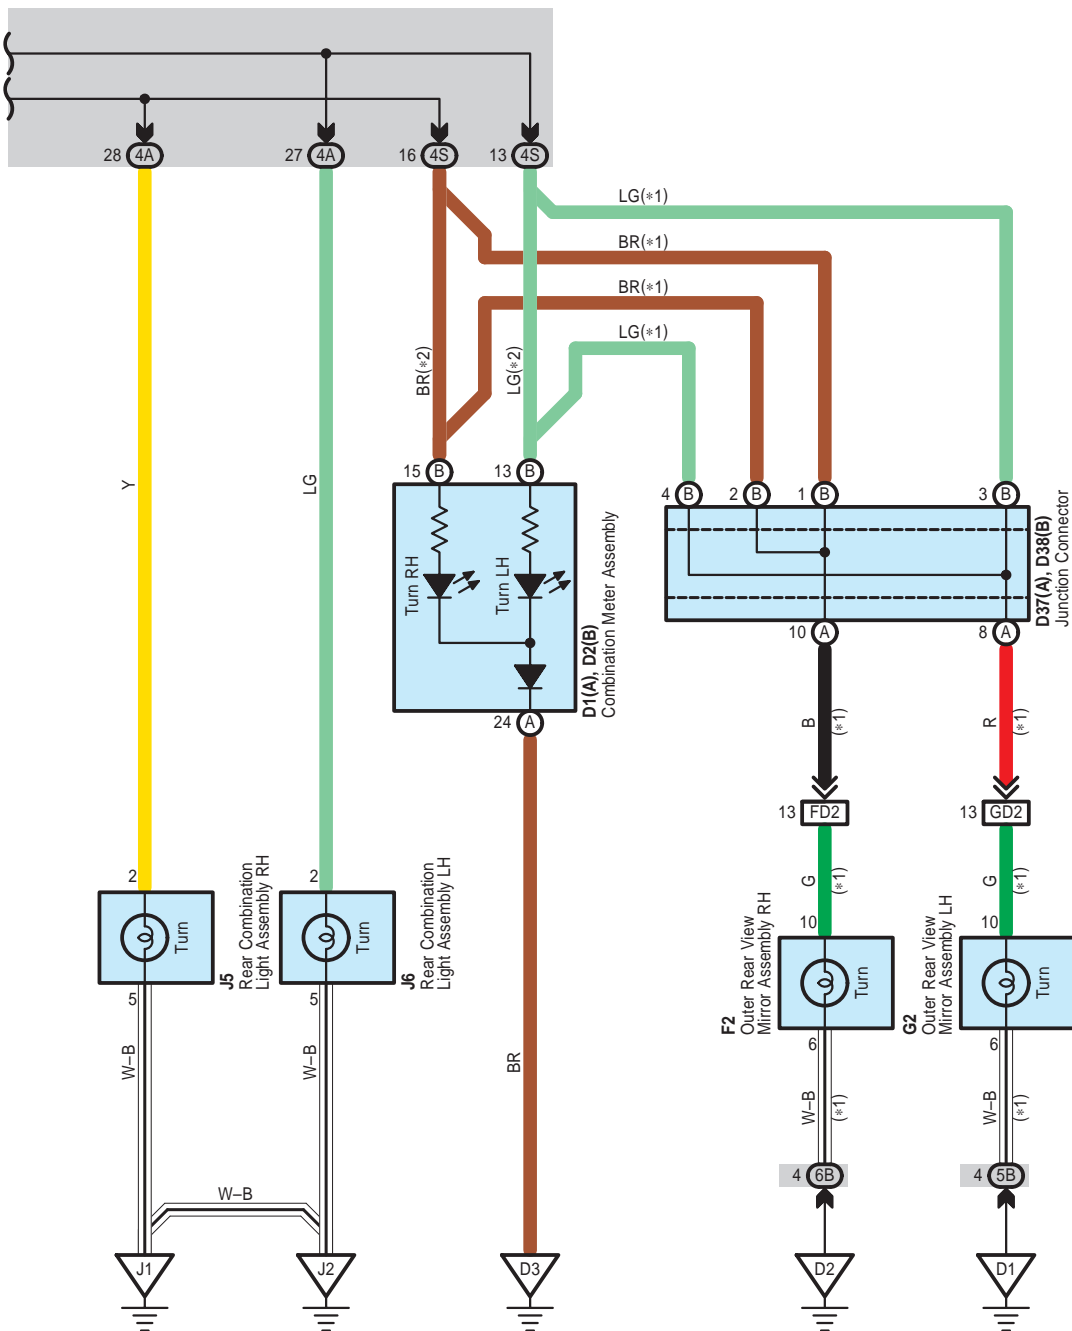 28 4A
27 4A
16 4S
13 4S
LG(*1)
BR(*1)
BR(*1)
LG(*1)
BR(*2)
LG(*2)
Y
LG
15 B
13 B
4 B
2 B
1 B
3 B
Turn RH
Turn LH
D1(A), D2(B)
Combination Meter Assembly
D37(A), D38(B)
Junction Connector
10 A
8 A
24 A
B
(*1)
R
(*1)
13 FD2
13 GD2
G
(*1)
G
(*1)
2
2
10
10
Turn
J5
Rear Combination
Light Assembly RH
Turn
J6
Rear Combination
Light Assembly LH
F2
Outer Rear View
Mirror Assembly RH
Turn
G2
Outer Rear View
Mirror Assembly LH
Turn
5
5
6
6
W–B
W–B
BR
W–B
(*1)
W–B
(*1)
4 6B
4 5B
W–B
J1
J2
D3
D2
D1